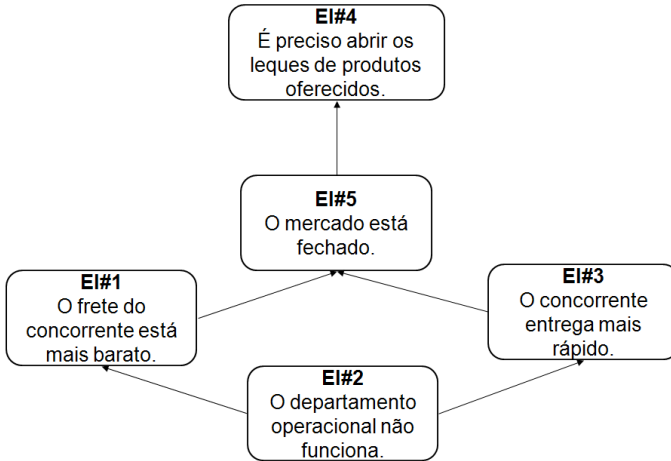 EI#4
É preciso abrir os
leques de produtos
oferecidos.
EI#5
O mercado está
fechado.
EI#1
O frete do
concorrente está
mais barato.
EI#3
O concorrente
entrega mais
rápido.
EI#2
O departamento
operacional não
funciona.